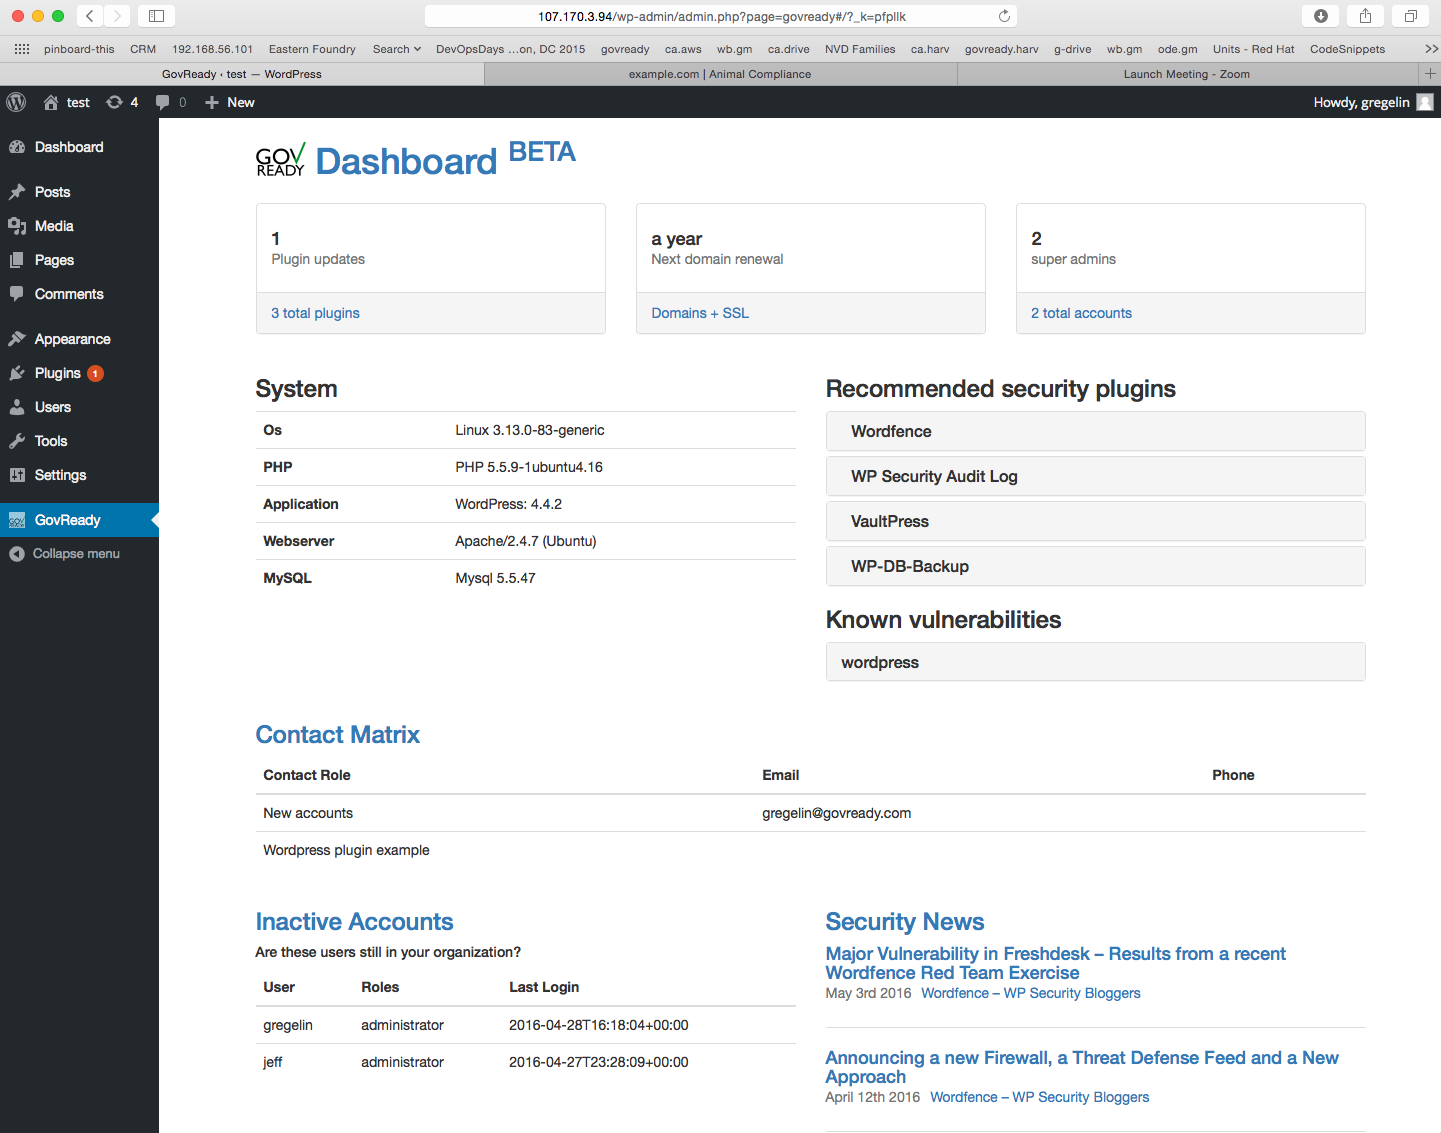 107.170.3.94/wp-admin/admin.php?page=govready#/?_k=pfpllk
pinboard-this CRM 192.168.56.101 Eastern Foundry Search DevOpsDays ...on, DC 2015 govready ca.aws wb.gm ca.drive NVD Families ca.harv govready.harv g-drive wb.gm ode.gm Units - Red Hat CodeSnippets
GovReady ‹ test — WordPress
example.com | Animal Compliance
Launch Meeting - Zoom
test 4 0 New
Howdy, gregelin
Dashboard
Posts
Media
Pages
Comments
Appearance
Plugins 1
Users
Tools
Settings
GovReady
Collapse menu
GOV
READY
Dashboard BETA
1
Plugin updates
3 total plugins
a year
Next domain renewal
Domains + SSL
2
super admins
2 total accounts
System
Os Linux 3.13.0-83-generic
PHP PHP 5.5.9-1ubuntu4.16
Application WordPress: 4.4.2
Webserver Apache/2.4.7 (Ubuntu)
MySQL Mysql 5.5.47
Recommended security plugins
Wordfence
WP Security Audit Log
VaultPress
WP-DB-Backup
Known vulnerabilities
wordpress
Contact Matrix
Contact Role Email Phone
New accounts gregelin@govready.com
Wordpress plugin example
Inactive Accounts
Are these users still in your organization?
User Roles Last Login
gregelin administrator 2016-04-28T16:18:04+00:00
jeff administrator 2016-04-27T23:28:09+00:00
Security News
Major Vulnerability in Freshdesk – Results from a recent
Wordfence Red Team Exercise
May 3rd 2016 Wordfence – WP Security Bloggers
Announcing a new Firewall, a Threat Defense Feed and a New
Approach
April 12th 2016 Wordfence – WP Security Bloggers